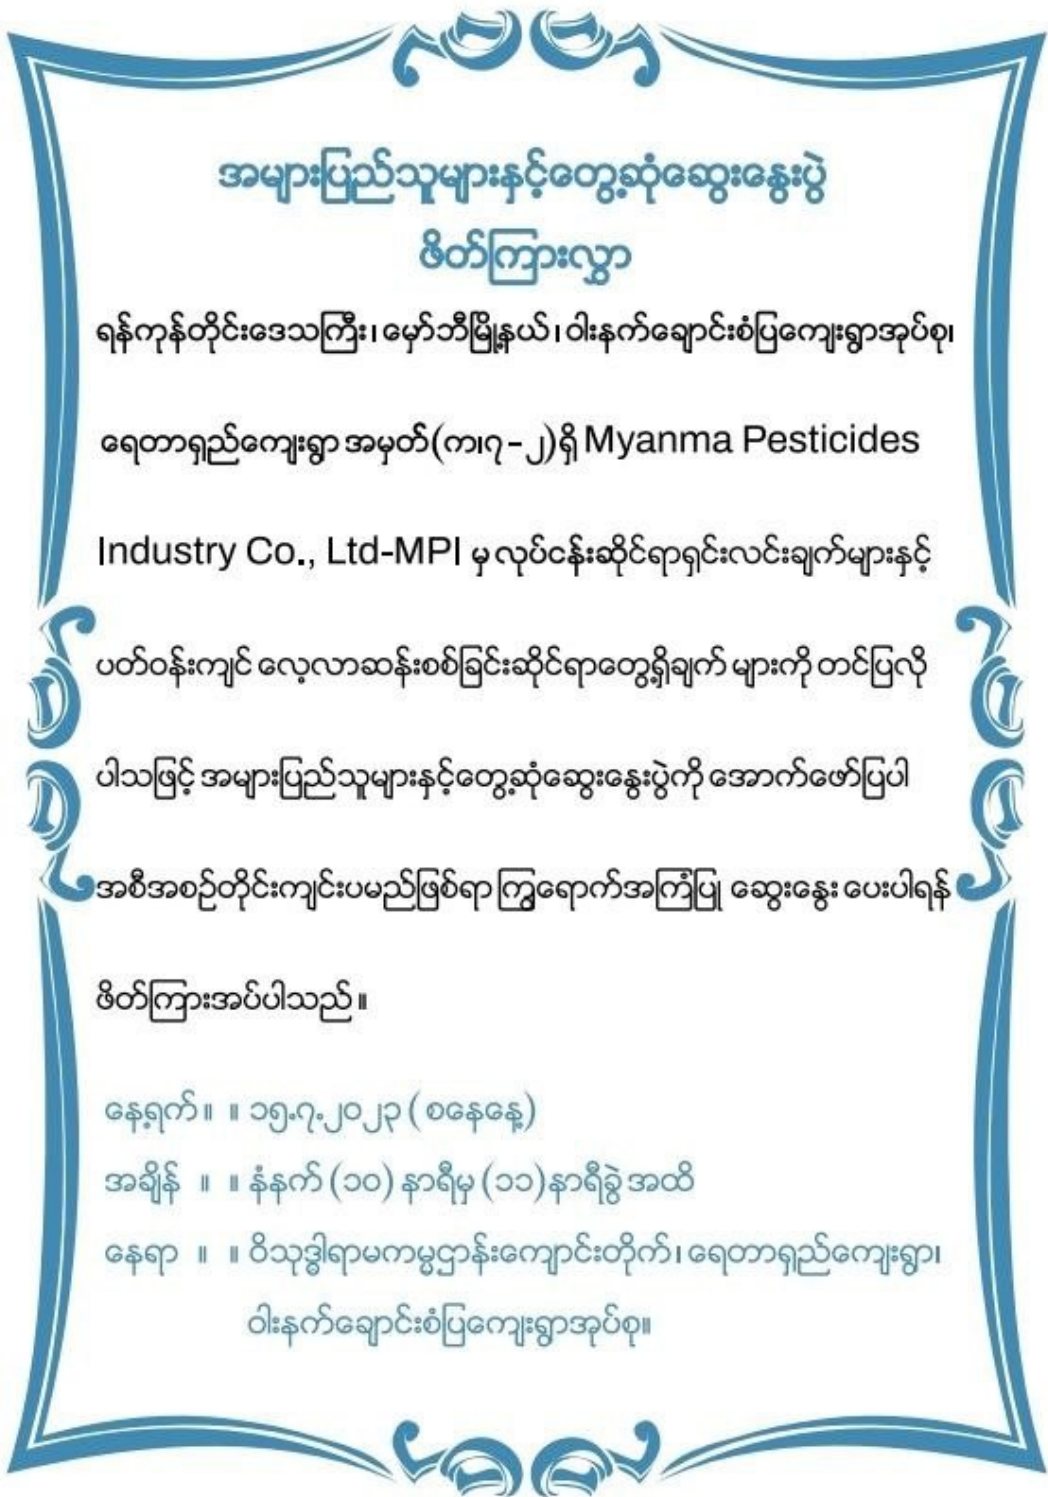 အများပြည်သူများနှင့်တွေ့ဆုံဆွေးနွေးပွဲ
ဖိတ်ကြားလွှာ
ရန်ကုန်တိုင်းဒေသကြီး၊ မှော်ဘီမြို့နယ်၊ ဝါးနက်ချောင်းစံပြကျေးရွာအုပ်စု၊
ရေတာရှည်ကျေးရွာ အမှတ်(က၊၇-၂)ရှိ Myanma Pesticides
Industry Co., Ltd-MPI မှ လုပ်ငန်းဆိုင်ရာရှင်းလင်းချက်များနှင့်
ပတ်ဝန်းကျင် လေ့လာဆန်းစစ်ခြင်းဆိုင်ရာတွေ့ရှိချက် များကို တင်ပြလို
ပါသဖြင့် အများပြည်သူများနှင့်တွေ့ဆုံဆွေးနွေးပွဲကို အောက်ဖော်ပြပါ
အစီအစဉ်တိုင်းကျင်းပမည်ဖြစ်ရာ ကြွရောက်အကြံပြု ဆွေးနွေး ပေးပါရန်
ဖိတ်ကြားအပ်ပါသည်။
နေ့ရက်။ ။ ၁၅.၇.၂၀၂၃ ( စနေနေ့)
အချိန် ။ ။ နံနက် (၁၀) နာရီမှ (၁၁)နာရီခွဲ အထိ
နေရာ ။ ။ ဝိသုဒ္ဓါရာမကမ္မဌာန်းကျောင်းတိုက်၊ ရေတာရှည်ကျေးရွာ၊
ဝါးနက်ချောင်းစံပြကျေးရွာအုပ်စု။